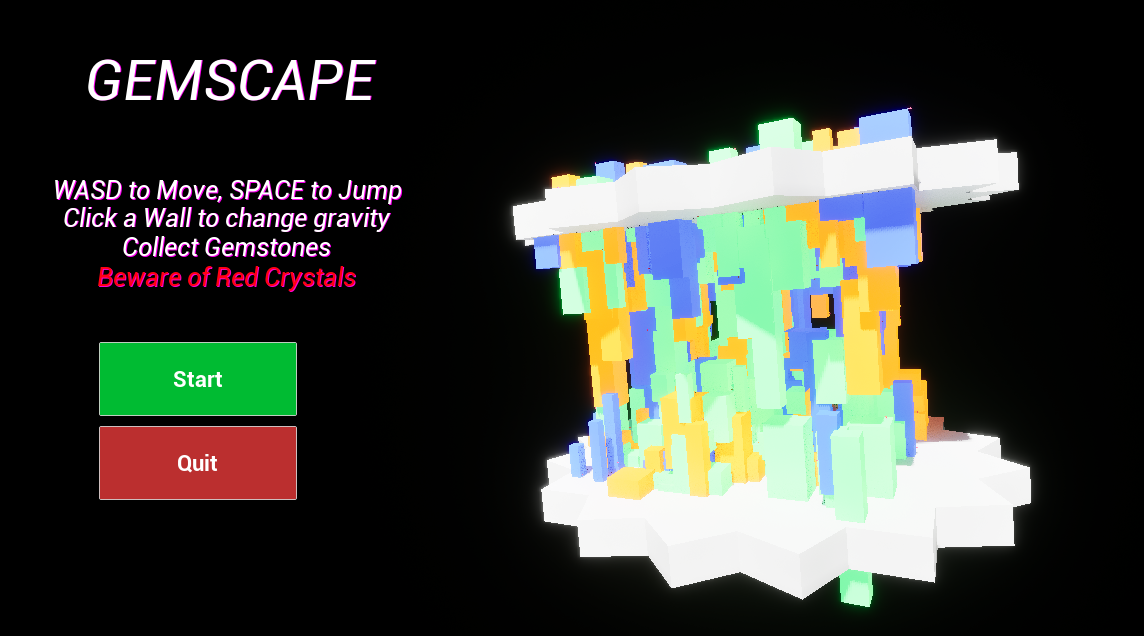 GEMSCAPE
WASD to Move, SPACE to Jump
Click a Wall to change gravity
Collect Gemstones
Beware of Red Crystals
Start
Quit